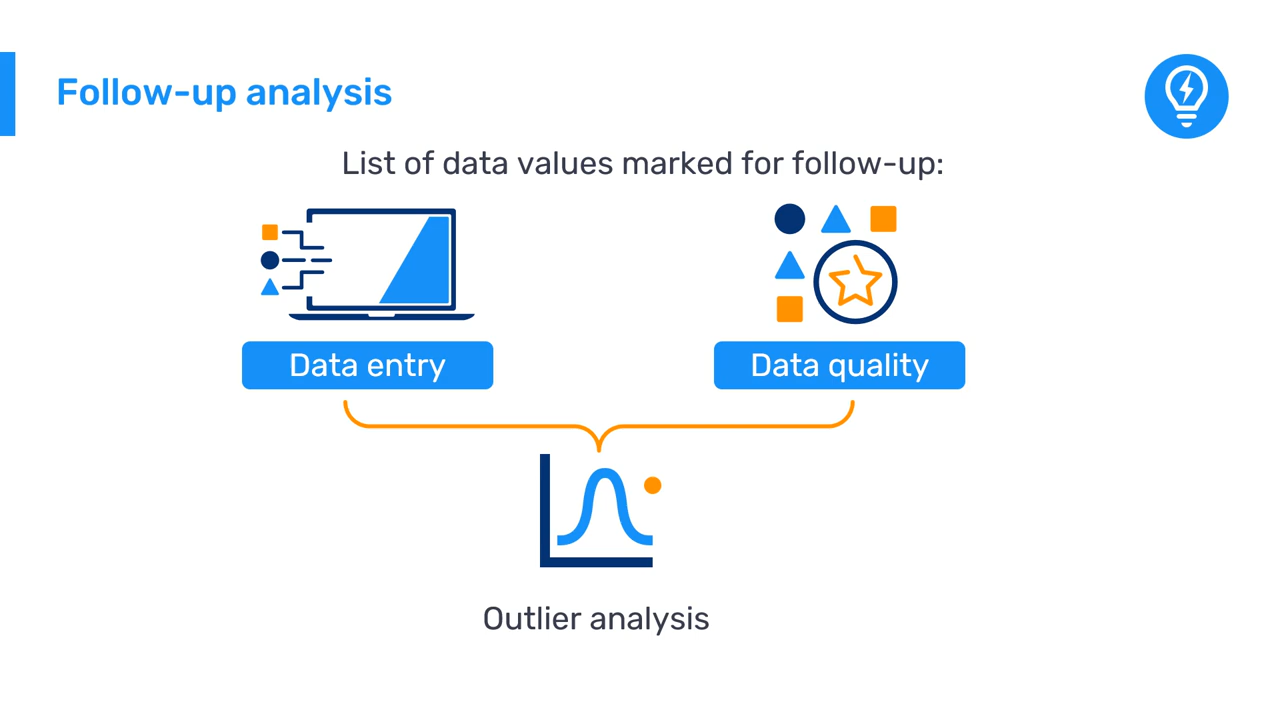 Follow-up analysis
List of data values marked for follow-up:
Data entry
Data quality
Outlier analysis